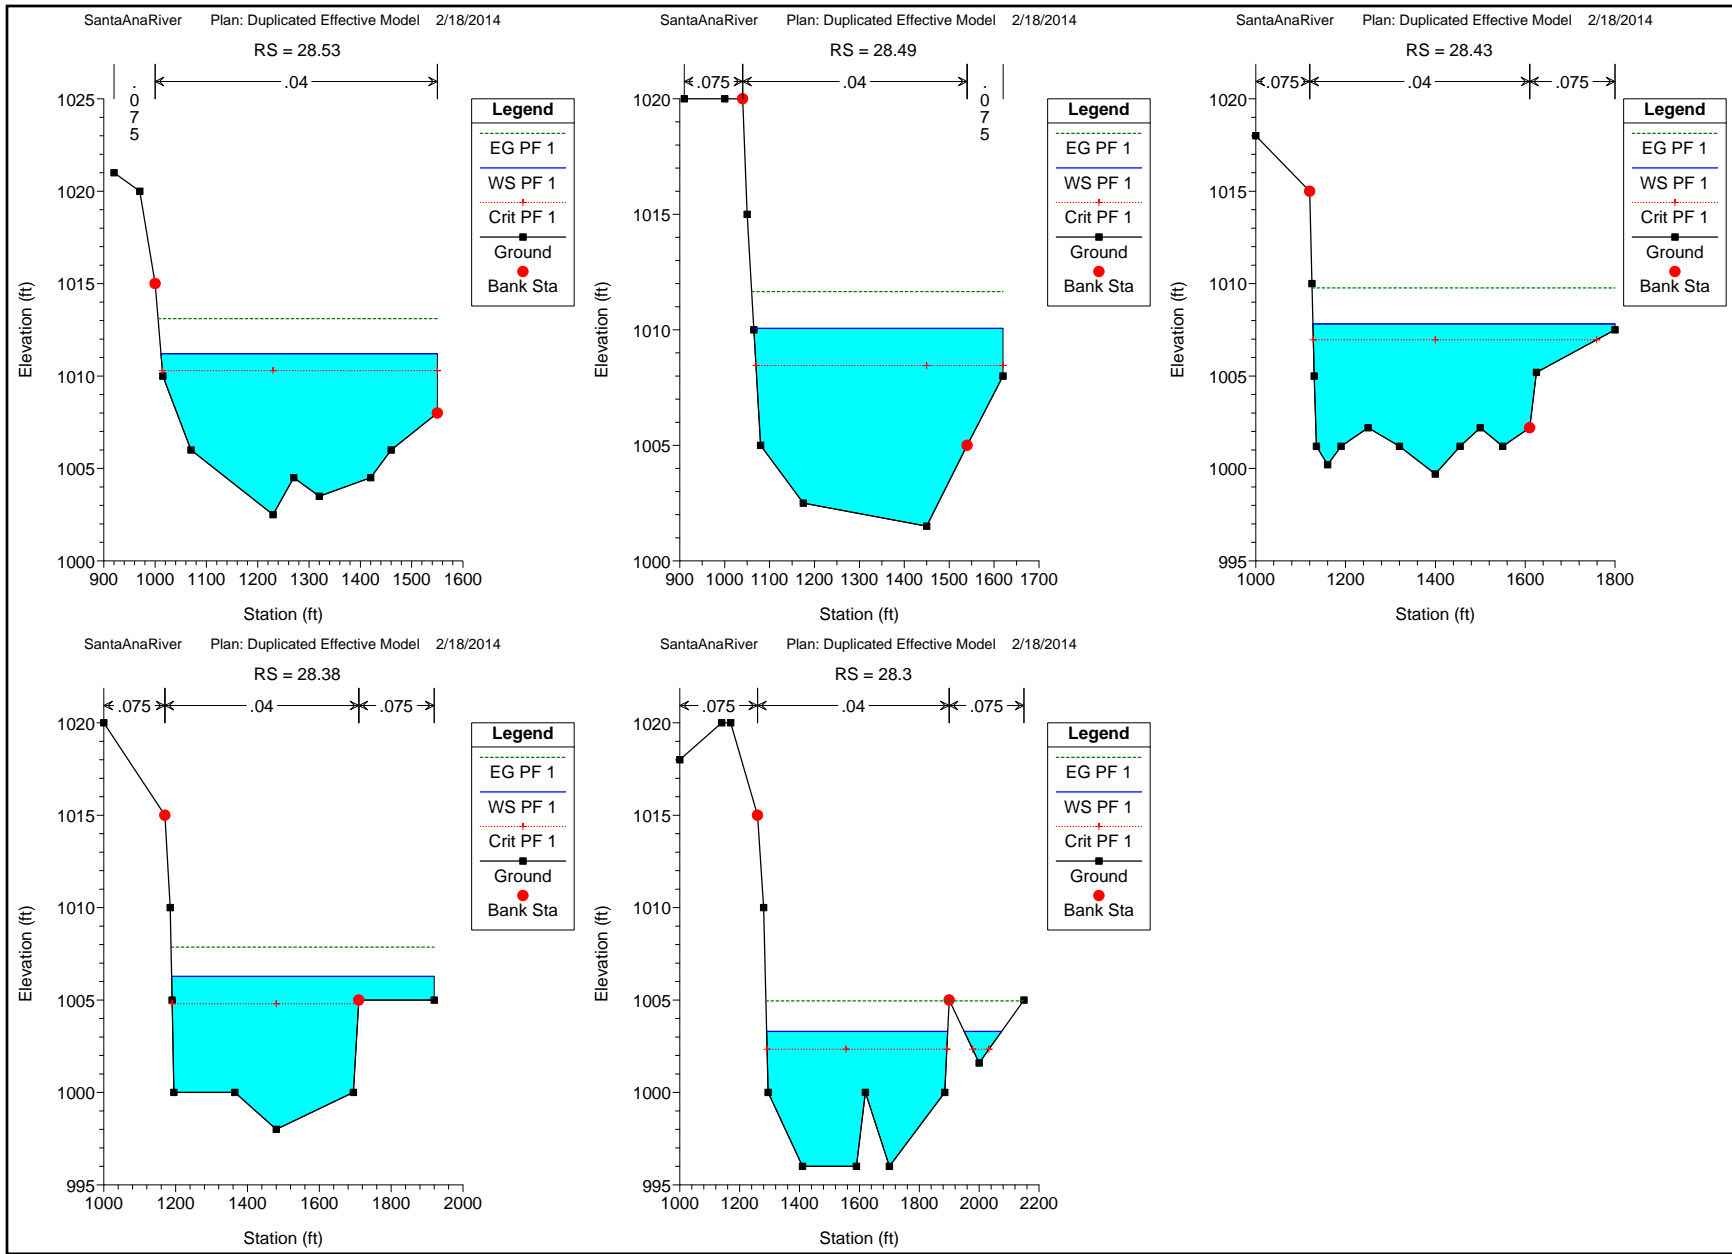 SantaAnaRiver Plan: Duplicated Effective Model 2/18/2014
RS = 28.53
.075
.04
Legend
EG PF 1
WS PF 1
Crit PF 1
Ground
Bank Sta
Elevation (ft)
1025
1020
1015
1010
1005
1000
900 1000 1100 1200 1300 1400 1500 1600
Station (ft)
SantaAnaRiver Plan: Duplicated Effective Model 2/18/2014
RS = 28.49
.075 .04 .075
Legend
EG PF 1
WS PF 1
Crit PF 1
Ground
Bank Sta
Elevation (ft)
1020
1015
1010
1005
1000
900 1000 1100 1200 1300 1400 1500 1600 1700
Station (ft)
SantaAnaRiver Plan: Duplicated Effective Model 2/18/2014
RS = 28.43
.075 .04 .075
Legend
EG PF 1
WS PF 1
Crit PF 1
Ground
Bank Sta
Elevation (ft)
1020
1015
1010
1005
1000
995
1000 1200 1400 1600 1800
Station (ft)
SantaAnaRiver Plan: Duplicated Effective Model 2/18/2014
RS = 28.38
.075 .04 .075
Legend
EG PF 1
WS PF 1
Crit PF 1
Ground
Bank Sta
Elevation (ft)
1020
1015
1010
1005
1000
995
1000 1200 1400 1600 1800 2000
Station (ft)
SantaAnaRiver Plan: Duplicated Effective Model 2/18/2014
RS = 28.3
.075 .04 .075
Legend
EG PF 1
WS PF 1
Crit PF 1
Ground
Bank Sta
Elevation (ft)
1020
1015
1010
1005
1000
995
1000 1200 1400 1600 1800 2000 2200
Station (ft)